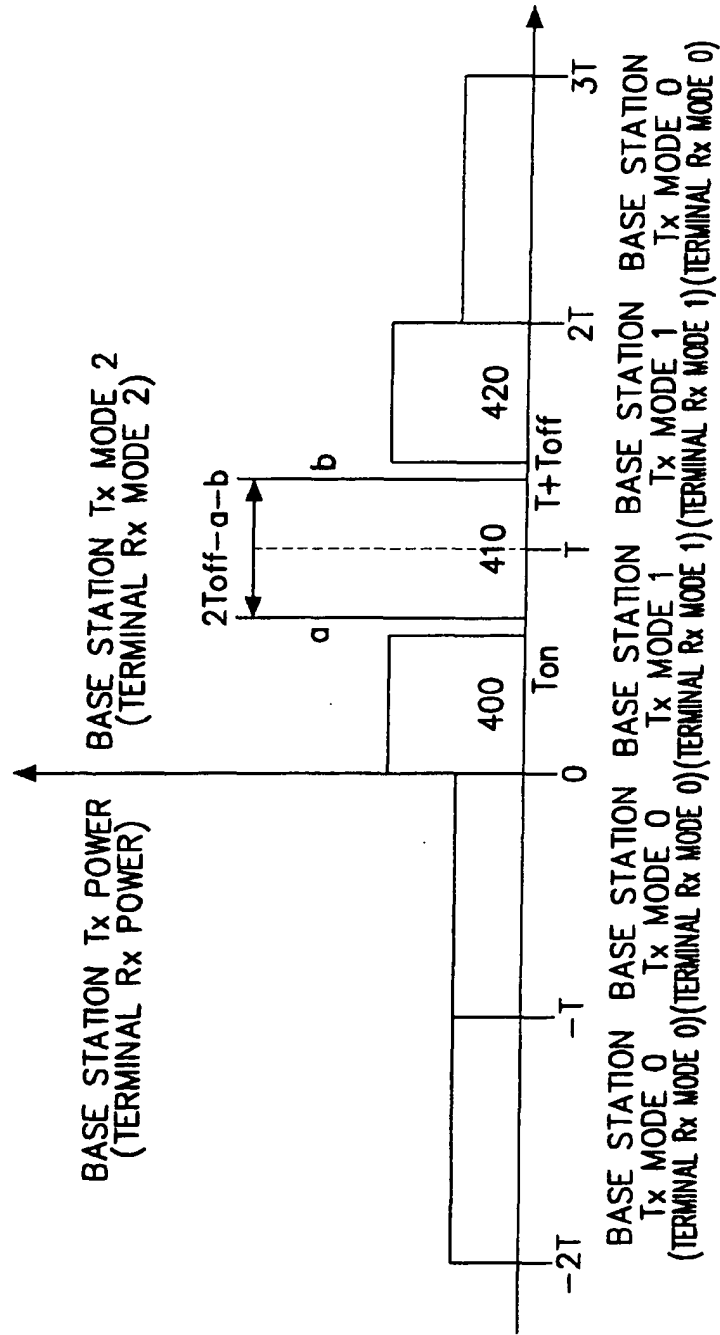 BASE STATION Tx POWER
(TERMINAL Rx POWER)
BASE STATION Tx MODE 2
(TERMINAL Rx MODE 2)
2Toff-a-b
a
b
400
410
420
Ton
T+Toff
-2T
-T
0
T
2T
3T
BASE STATION
Tx MODE 0
(TERMINAL Rx MODE 0)
BASE STATION
Tx MODE 0
(TERMINAL Rx MODE 0)
BASE STATION
Tx MODE 1
(TERMINAL Rx MODE 1)
BASE STATION
Tx MODE 1
(TERMINAL Rx MODE 1)
BASE STATION
Tx MODE 0
(TERMINAL Rx MODE 0)